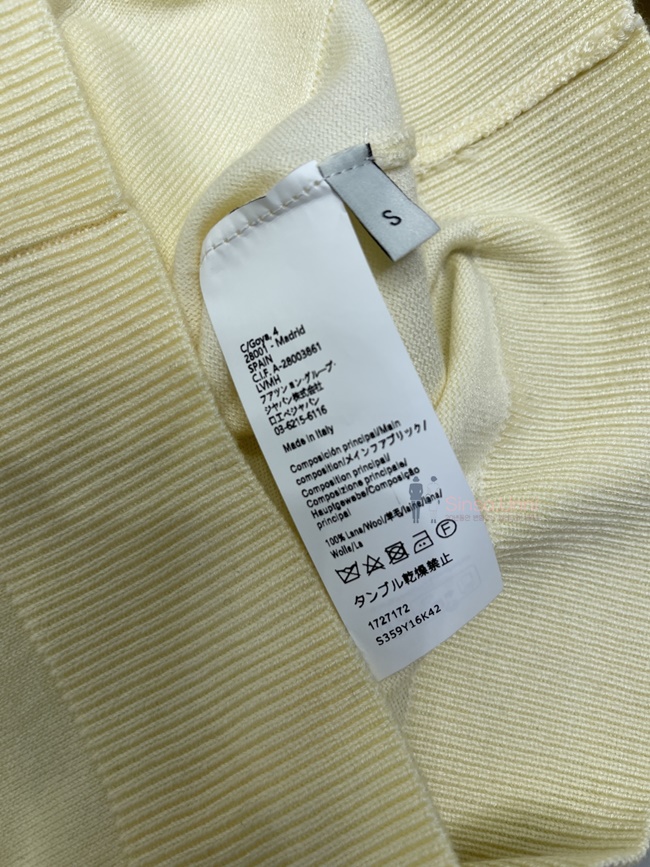 S
C/Goya, 4
28001 - Madrid
SPAIN
C.I.F. A-28003861
LVMH
ファッション・グループ・
ジャパン株式会社
ロエベジャパン
03-6215-6116
Made in Italy
Composición principal/Main
composition/メインファブリック/
Composition principal/
Composizione principale/
Hauptgewebe/Composição
principal
100% Lana/Wool/羊毛/laine/lana/
Wolle/La
F
タンブル乾燥禁止
1727172
S359Y16K42